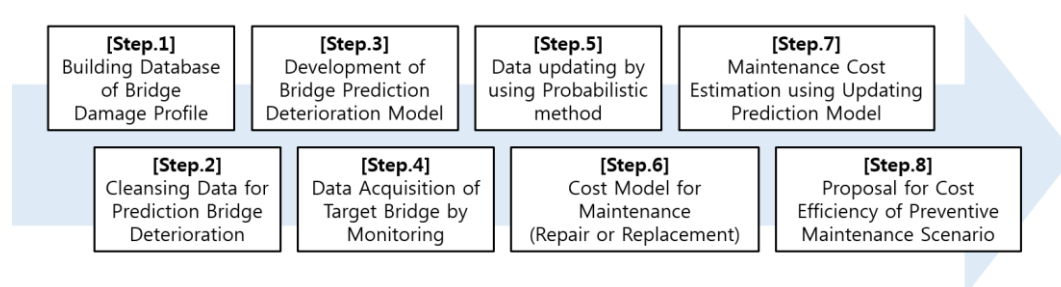 [Step.1]
Building Database
of Bridge
Damage Profile
[Step.2]
Cleansing Data for
Prediction Bridge
Deterioration
[Step.3]
Development of
Bridge Prediction
Deterioration Model
[Step.4]
Data Acquisition of
Target Bridge by
Monitoring
[Step.5]
Data updating by
using Probabilistic
method
[Step.6]
Cost Model for
Maintenance
(Repair or Replacement)
[Step.7]
Maintenance Cost
Estimation using Updating
Prediction Model
[Step.8]
Proposal for Cost
Efficiency of Preventive
Maintenance Scenario